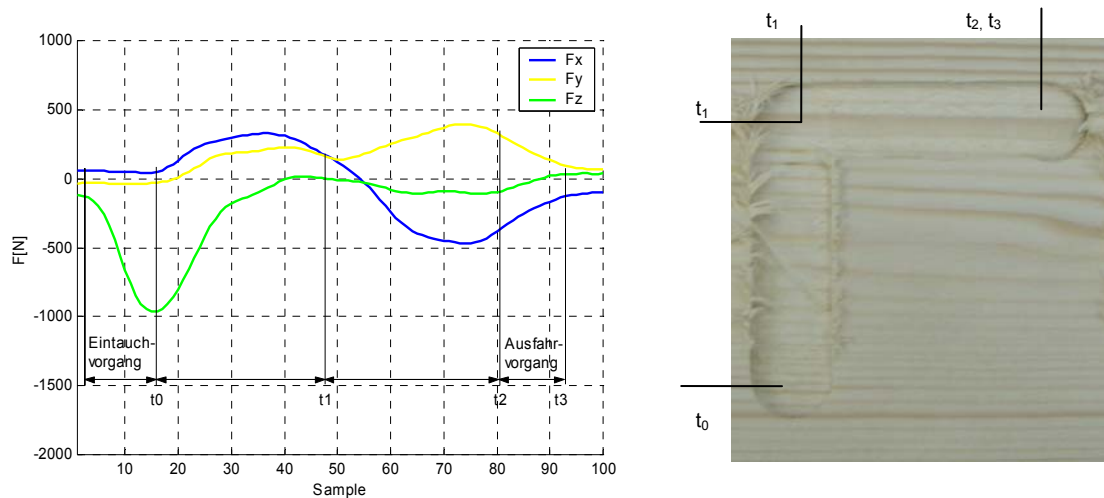 1000
500
0
-500
-1000
-1500
-2000
F[N]
Fx
Fy
Fz
Eintauch-
vorgang
Ausfahr-
vorgang
t0
t1
t2
t3
10 20 30 40 50 60 70 80 90 100
Sample
t₁
t₂, t₃
t₁
t₀